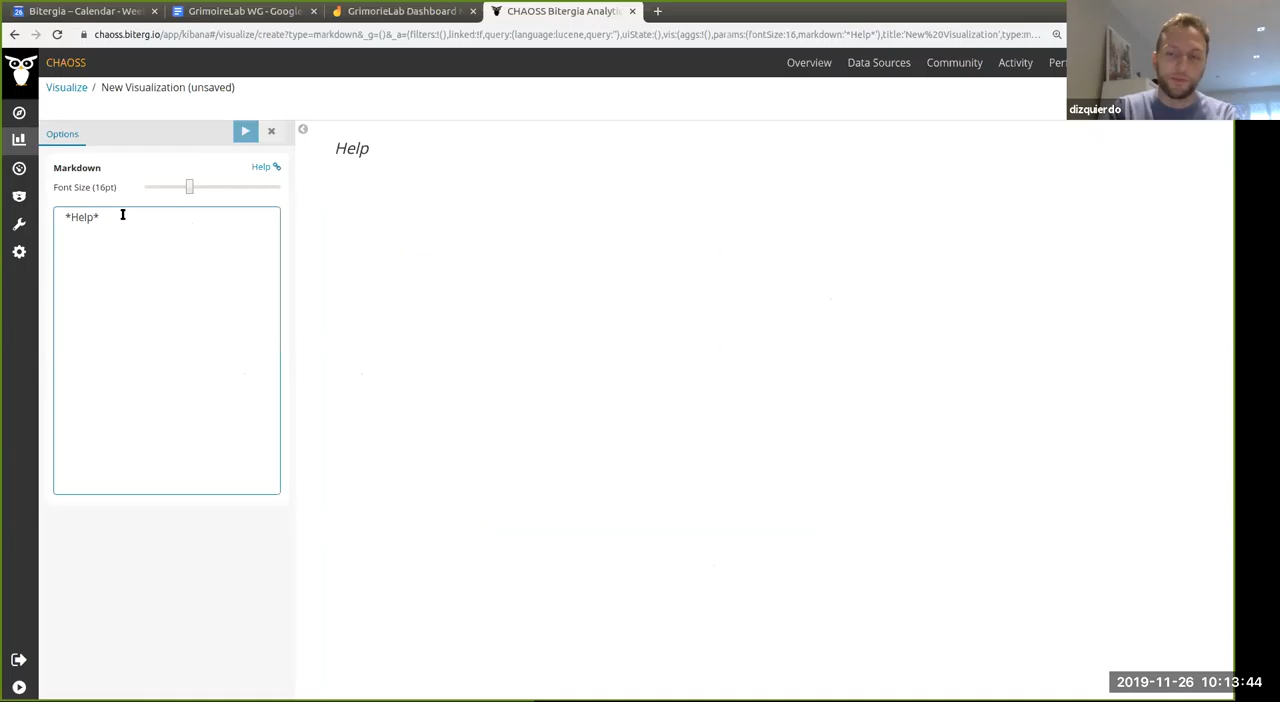 Bitergia – Calendar - Wee
GrimoireLab WG - Google
GrimorieLab Dashboard
CHAOSS Bitergia Analyti
chaoss.biterg.io/app/kibana#/visualize/create?type=markdown&_g=()&_a=(filters:!(),linked:!f,query:(language:lucene,query:''),uiState:(),vis:(aggs:!(),params:(fontSize:16,markdown:'*Help*'),title:'New%20Visualization',type:m...
CHAOSS
Overview
Data Sources
Community
Activity
Per
dizquierdo
Visualize / New Visualization (unsaved)
Options
Help
Markdown
Help
Font Size (16pt)
*Help*
2019-11-26 10:13:44